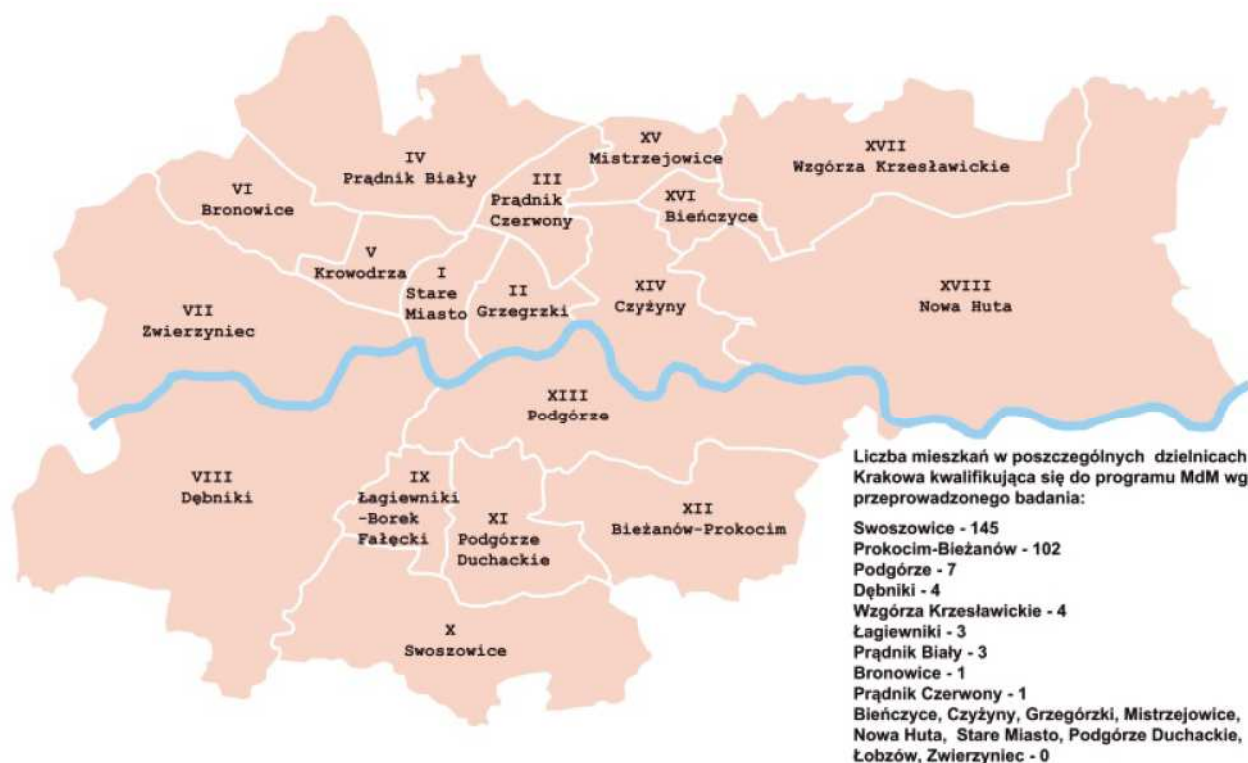 IV
Prądnik Biały
XV
Mistrzejowice
XVII
Wzgórza Krzesławickie
VI
Bronowice
III
Prądnik
Czerwony
XVI
Bieńczyce
V
Krowodrza
I
Stare
Miasto
II
Grzegrzki
XIV
Czyżyny
XVIII
Nowa Huta
VII
Zwierzyniec
XIII
Podgórze
VIII
Dębniki
IX
Łagiewniki
-Borek
Fałęcki
XI
Podgórze
Duchackie
XII
Bieżanów-Prokocim
X
Swoszowice
Liczba mieszkań w poszczególnych dzielnicach
Krakowa kwalifikująca się do programu MdM wg
przeprowadzonego badania:
Swoszowice - 145
Prokocim-Bieżanów - 102
Podgórze - 7
Dębniki - 4
Wzgórza Krzesławickie - 4
Łagiewniki - 3
Prądnik Biały - 3
Bronowice - 1
Prądnik Czerwony - 1
Bieńczyce, Czyżyny, Grzegórzki, Mistrzejowice,
Nowa Huta, Stare Miasto, Podgórze Duchackie,
Łobzów, Zwierzyniec - 0